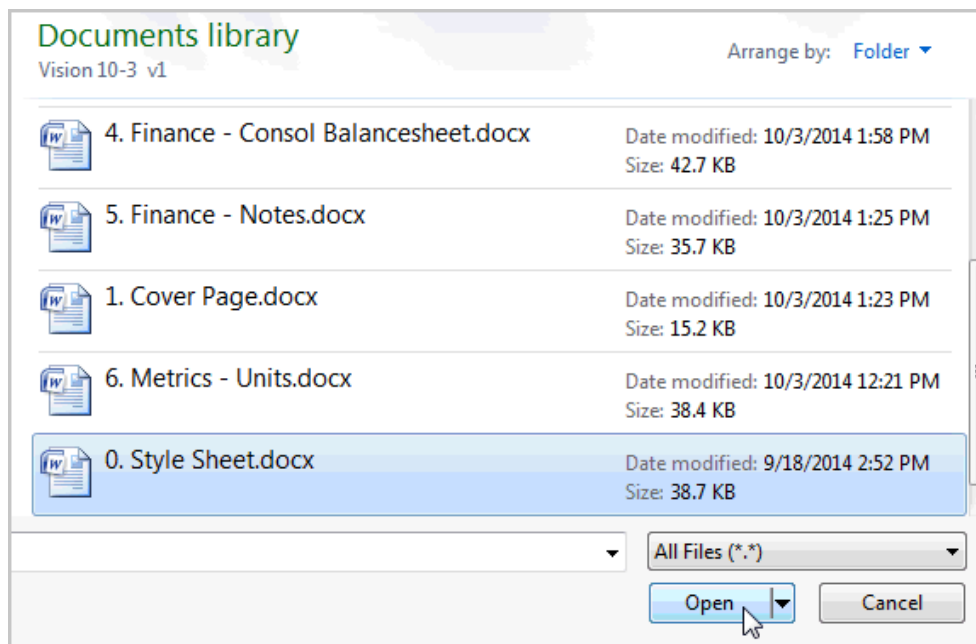 Documents library
Vision 10-3 v1
Arrange by: Folder
4. Finance - Consol Balancesheet.docx
Date modified: 10/3/2014 1:58 PM
Size: 42.7 KB
5. Finance - Notes.docx
Date modified: 10/3/2014 1:25 PM
Size: 35.7 KB
1. Cover Page.docx
Date modified: 10/3/2014 1:23 PM
Size: 15.2 KB
6. Metrics - Units.docx
Date modified: 10/3/2014 12:21 PM
Size: 38.4 KB
0. Style Sheet.docx
Date modified: 9/18/2014 2:52 PM
Size: 38.7 KB
All Files (*.*)
Open
Cancel